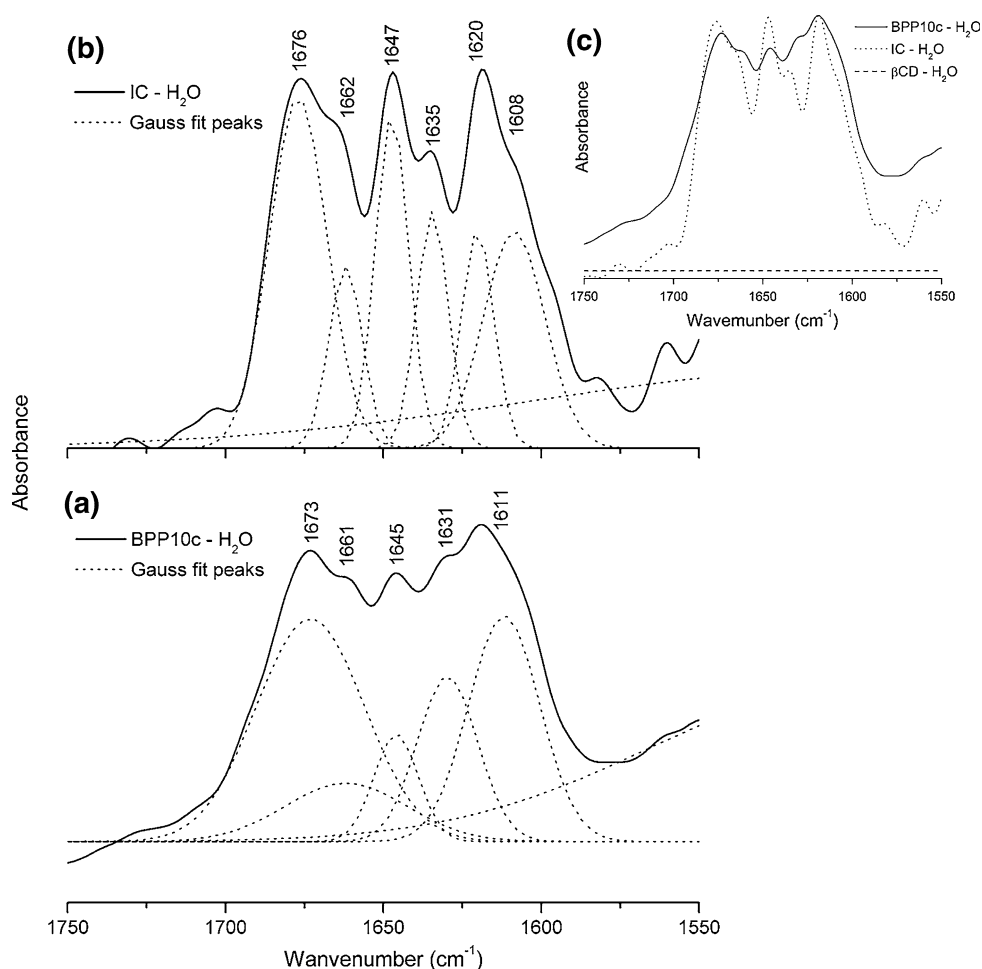 (b)
IC - H₂O
Gauss fit peaks
1676
1662
1647
1635
1620
1608
(c)
BPP10c - H₂O
IC - H₂O
βCD - H₂O
Absorbance
1750 1700 1650 1600 1550
Wavemunber (cm⁻¹)
Absorbance
(a)
BPP10c - H₂O
Gauss fit peaks
1673
1661
1645
1631
1611
1750 1700 1650 1600 1550
Wanvenumber (cm⁻¹)